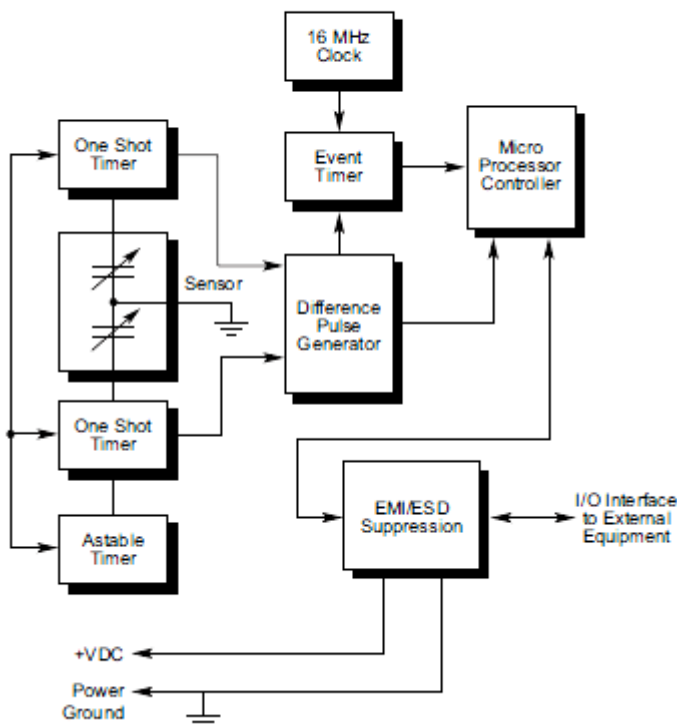 16 MHz
Clock
One Shot
Timer
Event
Timer
Micro
Processor
Controller
Sensor
Difference
Pulse
Generator
One Shot
Timer
EMI/ESD
Suppression
I/O Interface
to External
Equipment
Astable
Timer
+VDC
Power
Ground